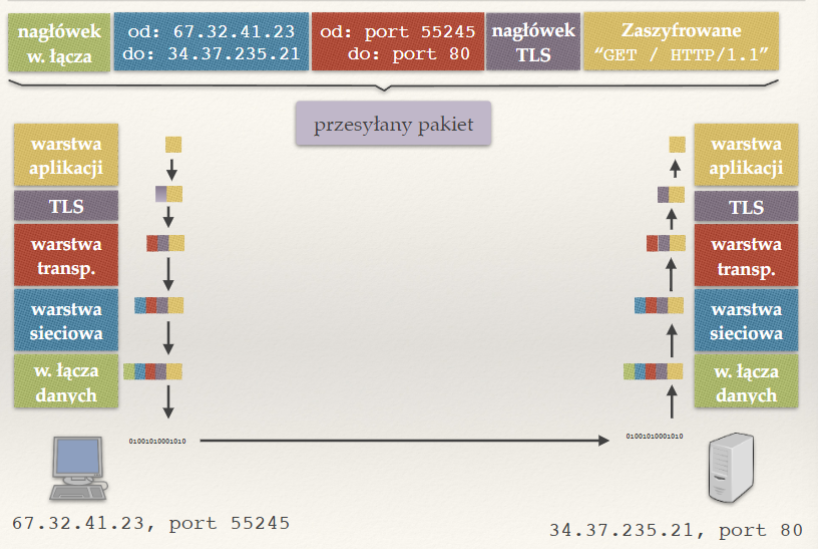 nagłówek
w. łącza
od: 67.32.41.23
do: 34.37.235.21
od: port 55245
do: port 80
nagłówek
TLS
Zaszyfrowane
“GET / HTTP/1.1”
przesyłany pakiet
warstwa
aplikacji
TLS
warstwa
transp.
warstwa
sieciowa
w. łącza
danych
01001010001010
67.32.41.23, port 55245
warstwa
aplikacji
TLS
warstwa
transp.
warstwa
sieciowa
w. łącza
danych
01001010001010
34.37.235.21, port 80